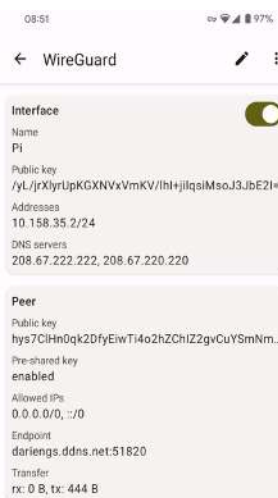 08:51
97%
WireGuard
Interface
Name
Pi
Public key
/yL/jrXlyrUpKGXNVxVmKV/lhI+jilqsiMsoJ3JbE2I=
Addresses
10.158.35.2/24
DNS servers
208.67.222.222, 208.67.220.220
Peer
Public key
hys7ClHn0qk2DfyEiwTi4o2hZChlZ2gvCuYSmNm...
Pre-shared key
enabled
Allowed IPs
0.0.0.0/0, ::/0
Endpoint
dariengs.ddns.net:51820
Transfer
rx: 0 B, tx: 444 B